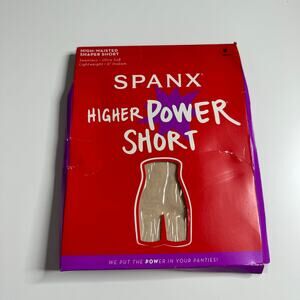 HIGH-WAISTED
SHAPER SHORT
SPANX
HIGHER POWER
SHORT
WE PUT THE POWER IN YOUR PANTIES!